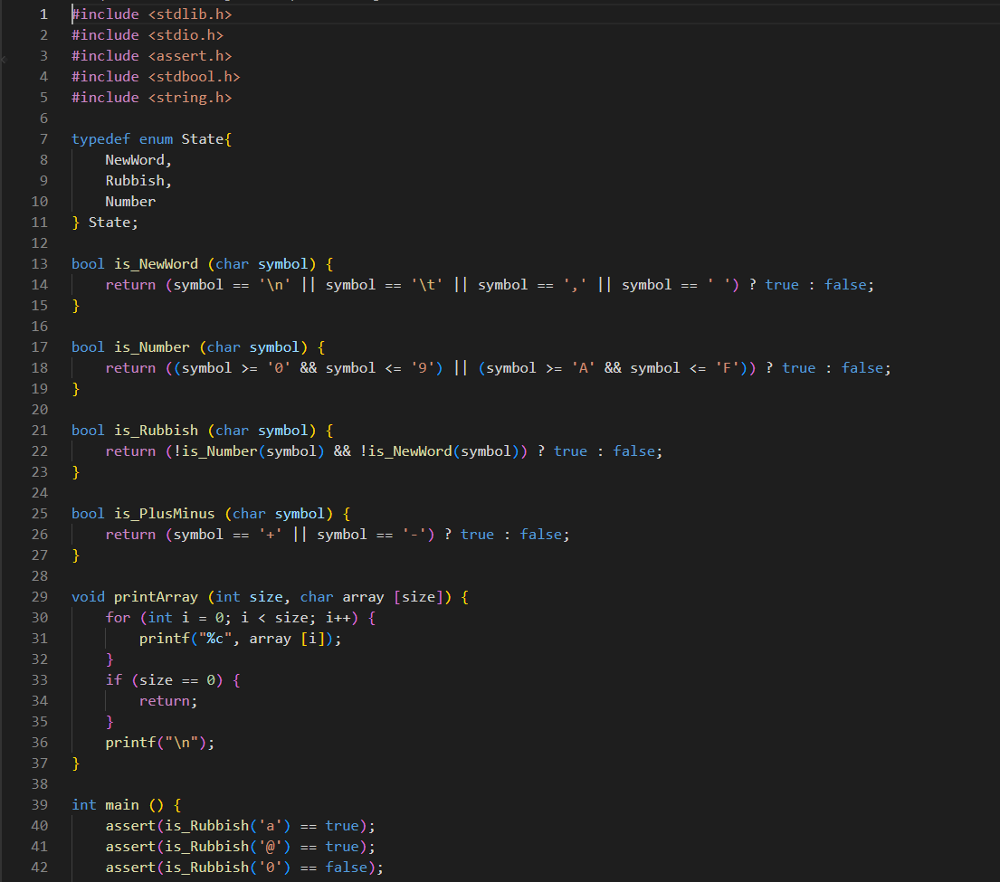 1 #include <stdlib.h>
2 #include <stdio.h>
3 #include <assert.h>
4 #include <stdbool.h>
5 #include <string.h>
6
7 typedef enum State{
8     NewWord,
9     Rubbish,
10     Number
11 } State;
12
13 bool is_NewWord (char symbol) {
14     return (symbol == '\n' || symbol == '\t' || symbol == ',' || symbol == ' ') ? true : false;
15 }
16
17 bool is_Number (char symbol) {
18     return ((symbol >= '0' && symbol <= '9') || (symbol >= 'A' && symbol <= 'F')) ? true : false;
19 }
20
21 bool is_Rubbish (char symbol) {
22     return (!is_Number(symbol) && !is_NewWord(symbol)) ? true : false;
23 }
24
25 bool is_PlusMinus (char symbol) {
26     return (symbol == '+' || symbol == '-') ? true : false;
27 }
28
29 void printArray (int size, char array [size]) {
30     for (int i = 0; i < size; i++) {
31         printf("%c", array [i]);
32     }
33     if (size == 0) {
34         return;
35     }
36     printf("\n");
37 }
38
39 int main () {
40     assert(is_Rubbish('a') == true);
41     assert(is_Rubbish('@') == true);
42     assert(is_Rubbish('0') == false);